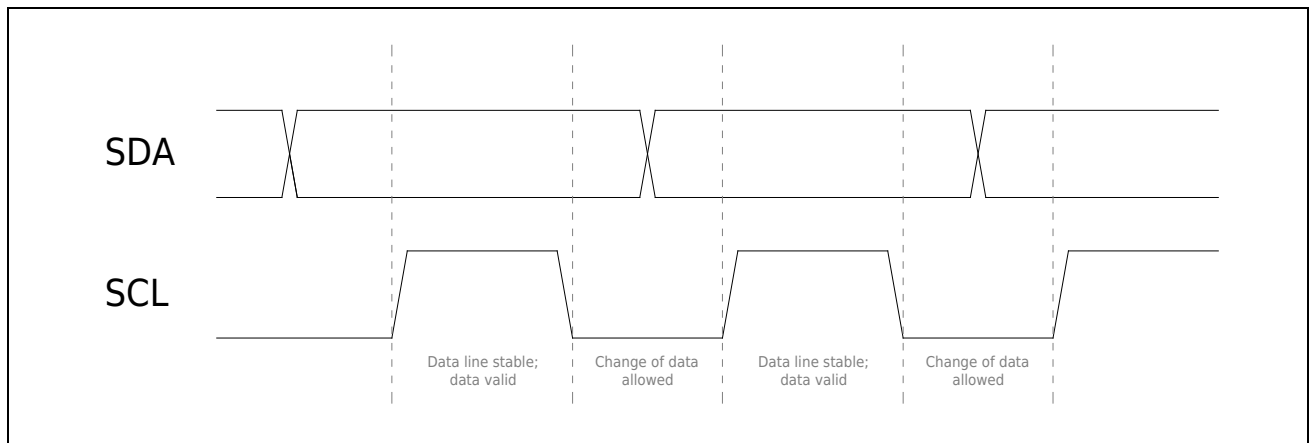 SDA
SCL
Data line stable;
data valid
Change of data
allowed
Data line stable;
data valid
Change of data
allowed